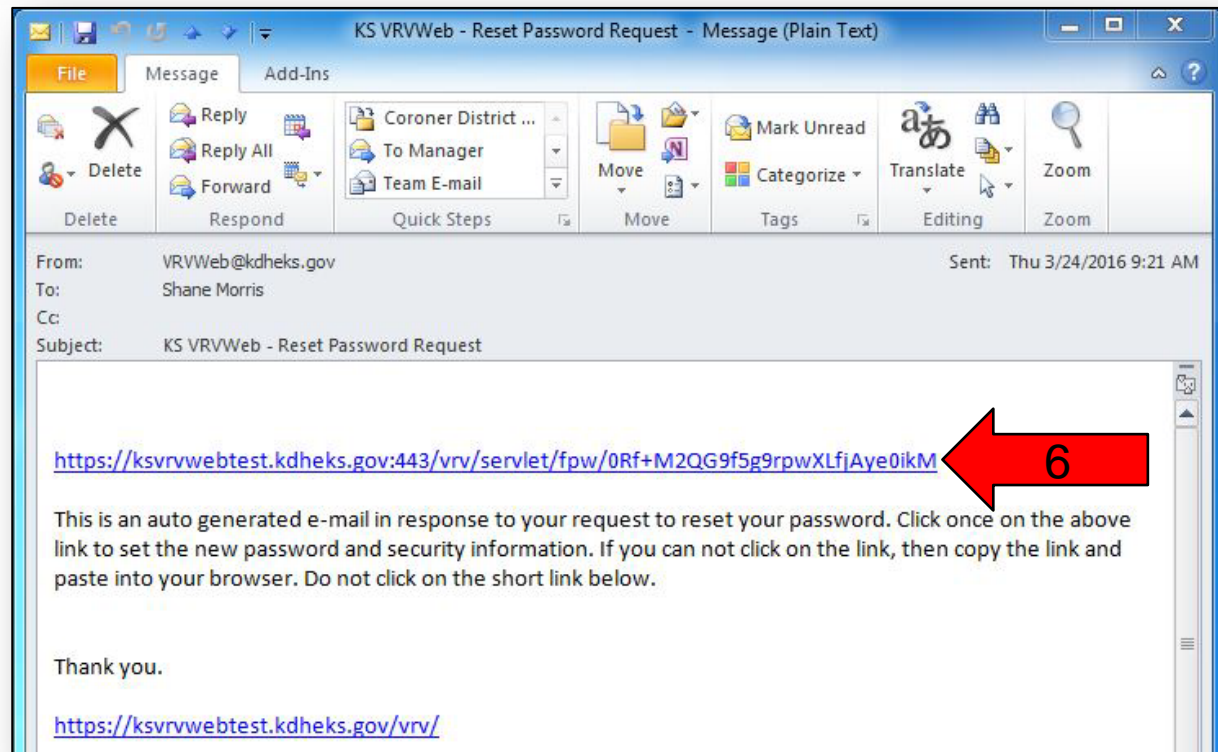 KS VRVWeb - Reset Password Request - Message (Plain Text)
File Message Add-Ins
Delete
Reply
Reply All
Forward
Coroner District ...
To Manager
Team E-mail
Move
Mark Unread
Categorize
Translate
Zoom
Delete Respond Quick Steps Move Tags Editing Zoom
From: VRVWeb@kdheks.gov Sent: Thu 3/24/2016 9:21 AM
To: Shane Morris
Cc:
Subject: KS VRVWeb - Reset Password Request
https://ksvrvwebtest.kdheks.gov:443/vrv/servlet/fpw/0Rf+M2QG9f5g9rpwXLfjAye0ikM
6
This is an auto generated e-mail in response to your request to reset your password. Click once on the above
link to set the new password and security information. If you can not click on the link, then copy the link and
paste into your browser. Do not click on the short link below.
Thank you.
https://ksvrvwebtest.kdheks.gov/vrv/